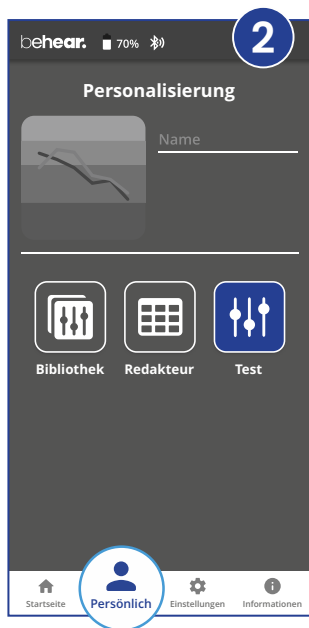 behear. 70% 2
Personalisierung
Name
Bibliothek Redakteur Test
Startseite Persönlich Einstellungen Informationen